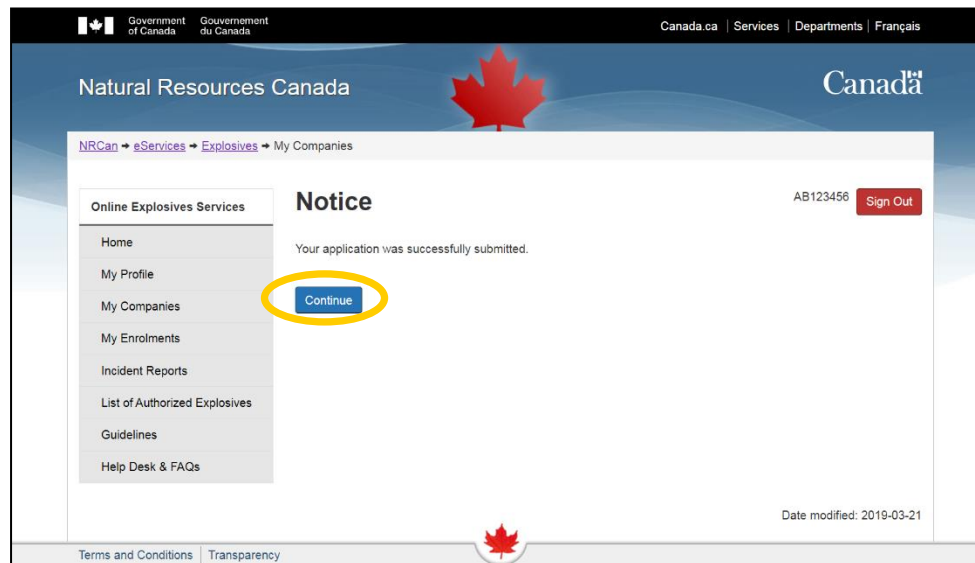 Government Gouvernement
of Canada du Canada
Canada.ca | Services | Departments | Français
Natural Resources Canada
Canada
NRCan → eServices → Explosives → My Companies
Online Explosives Services
Home
My Profile
My Companies
My Enrolments
Incident Reports
List of Authorized Explosives
Guidelines
Help Desk & FAQs
Notice
AB123456 Sign Out
Your application was successfully submitted.
Continue
Date modified: 2019-03-21
Terms and Conditions | Transparency